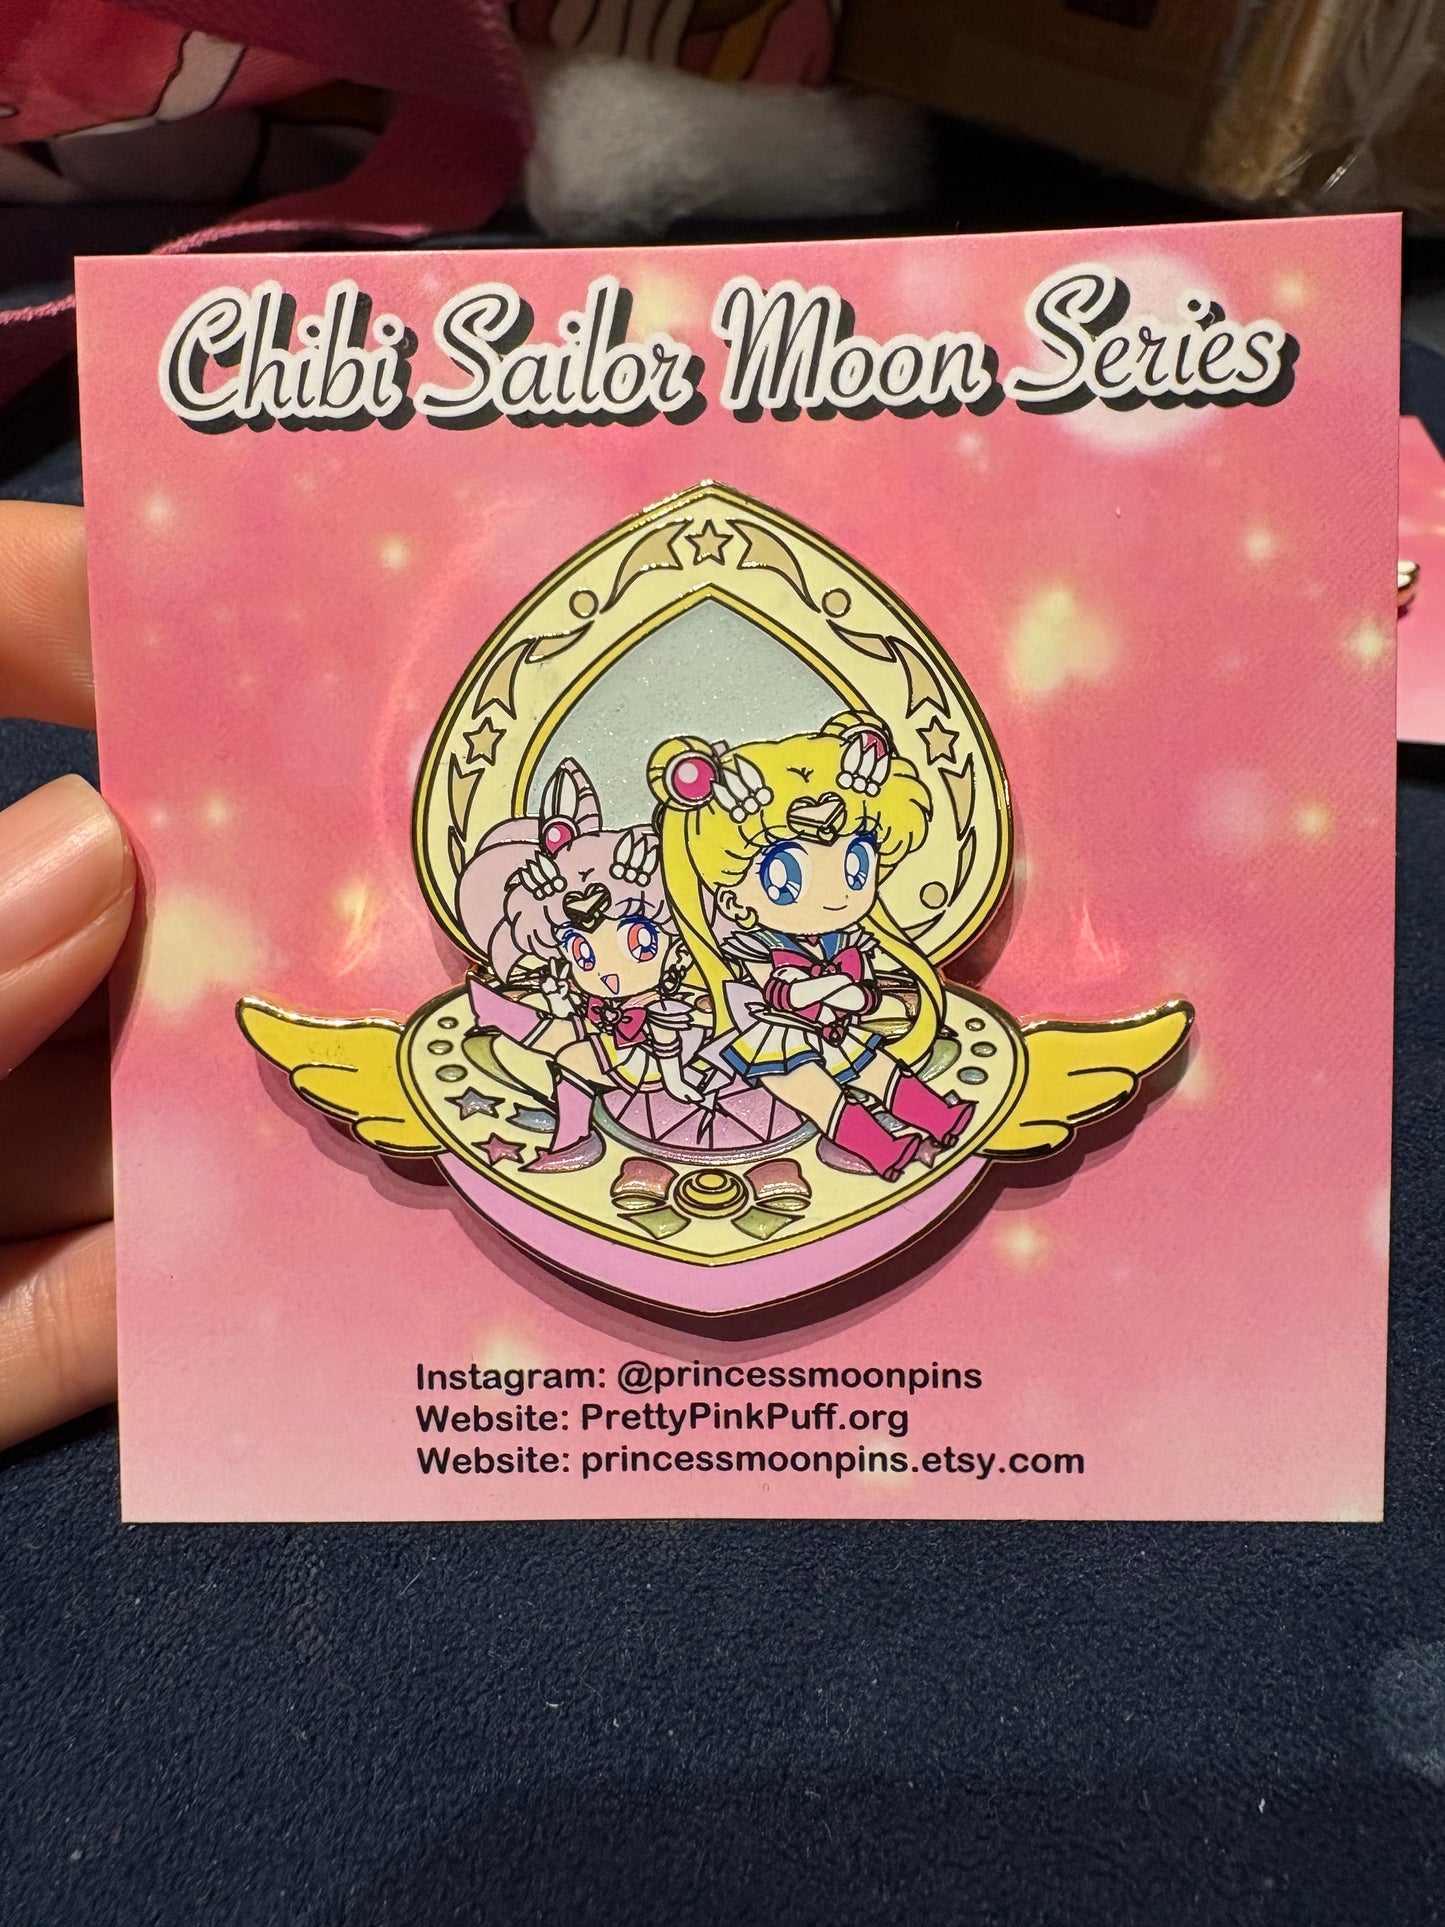 Chibi Sailor Moon Series
Instagram: @princessmoonpins
Website: PrettyPinkPuff.org
Website: princessmoonpins.etsy.com